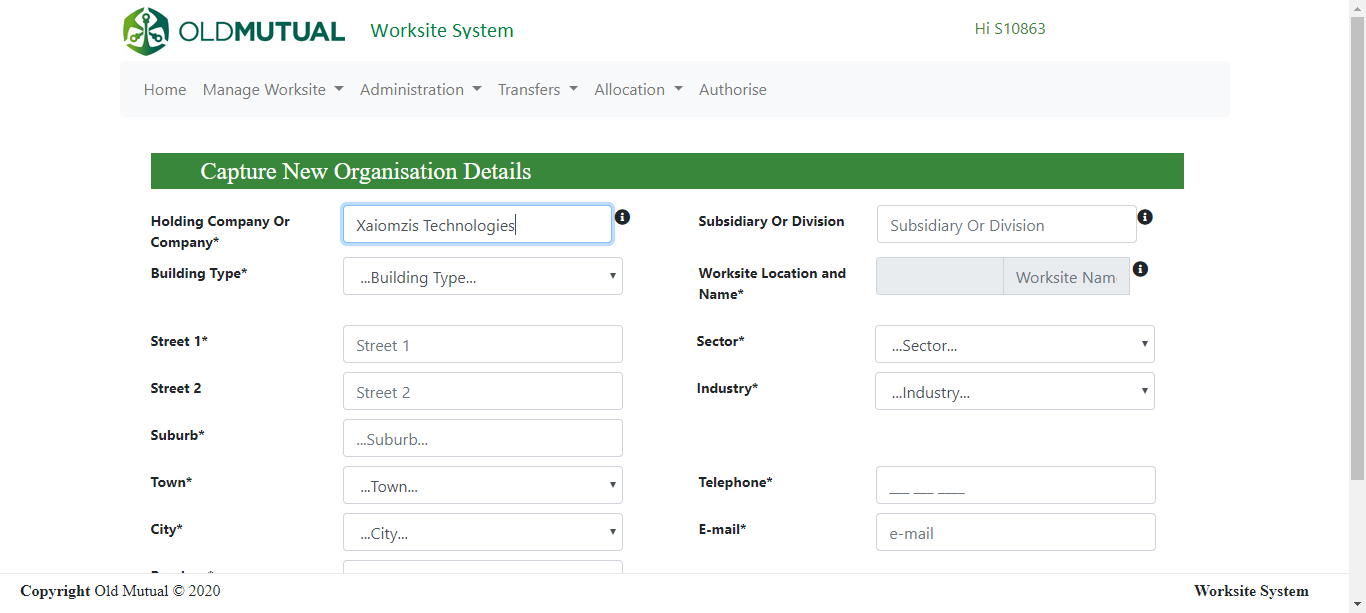 OLDMUTUAL Worksite System Hi S10863
Home Manage Worksite Administration Transfers Allocation Authorise
Capture New Organisation Details
Holding Company Or Company*
Xaiomzis Technologies
Subsidiary Or Division
Subsidiary Or Division
Building Type*
...Building Type...
Worksite Location and Name*
Worksite Nam
Street 1*
Street 1
Sector*
...Sector...
Street 2
Street 2
Industry*
...Industry...
Suburb*
...Suburb...
Town*
...Town...
Telephone*
___ ___ ____
City*
...City...
E-mail*
e-mail
Copyright Old Mutual © 2020
Worksite System